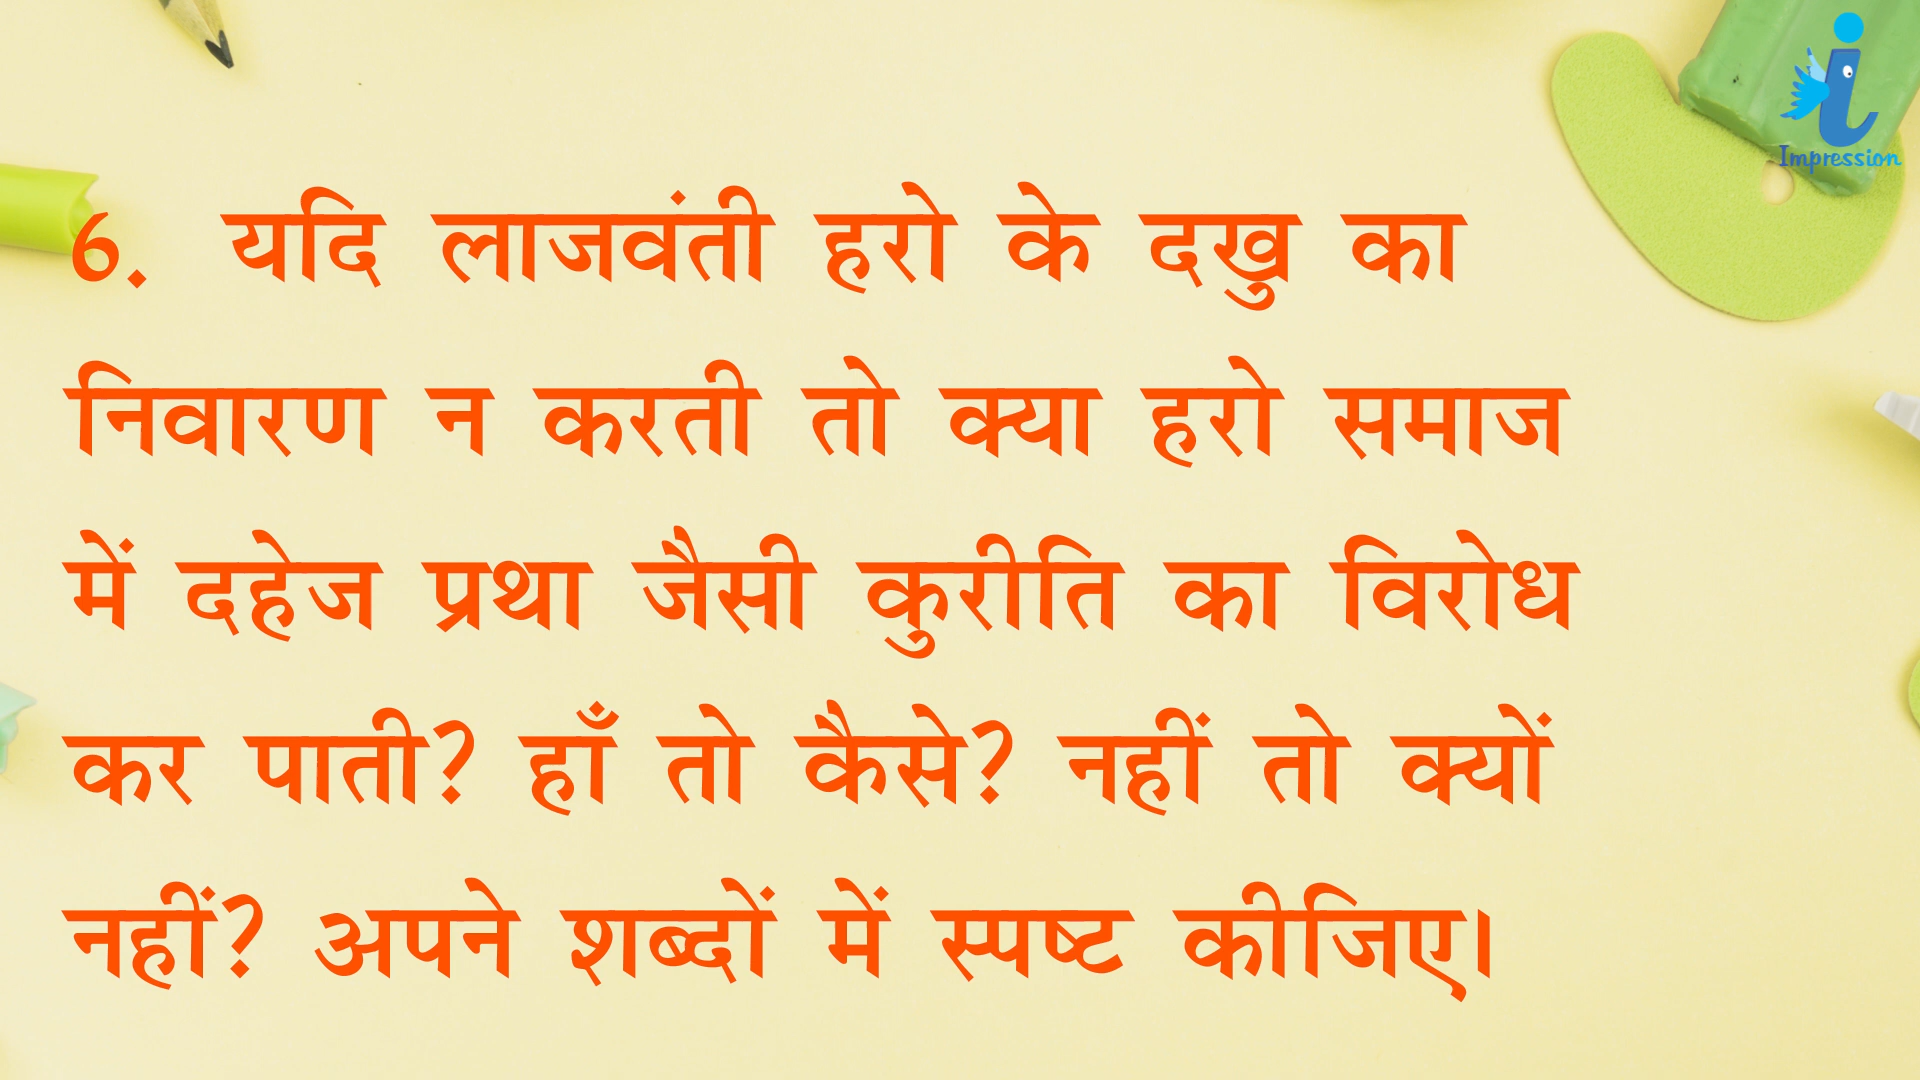 Impression
6. यदि लाजवंती हरो के दखु का
निवारण न करती तो क्या हरो समाज
में दहेज प्रथा जैसी कुरीति का विरोध
कर पाती? हाँ तो कैसे? नहीं तो क्यों
नहीं? अपने शब्दों में स्पष्ट कीजिए।